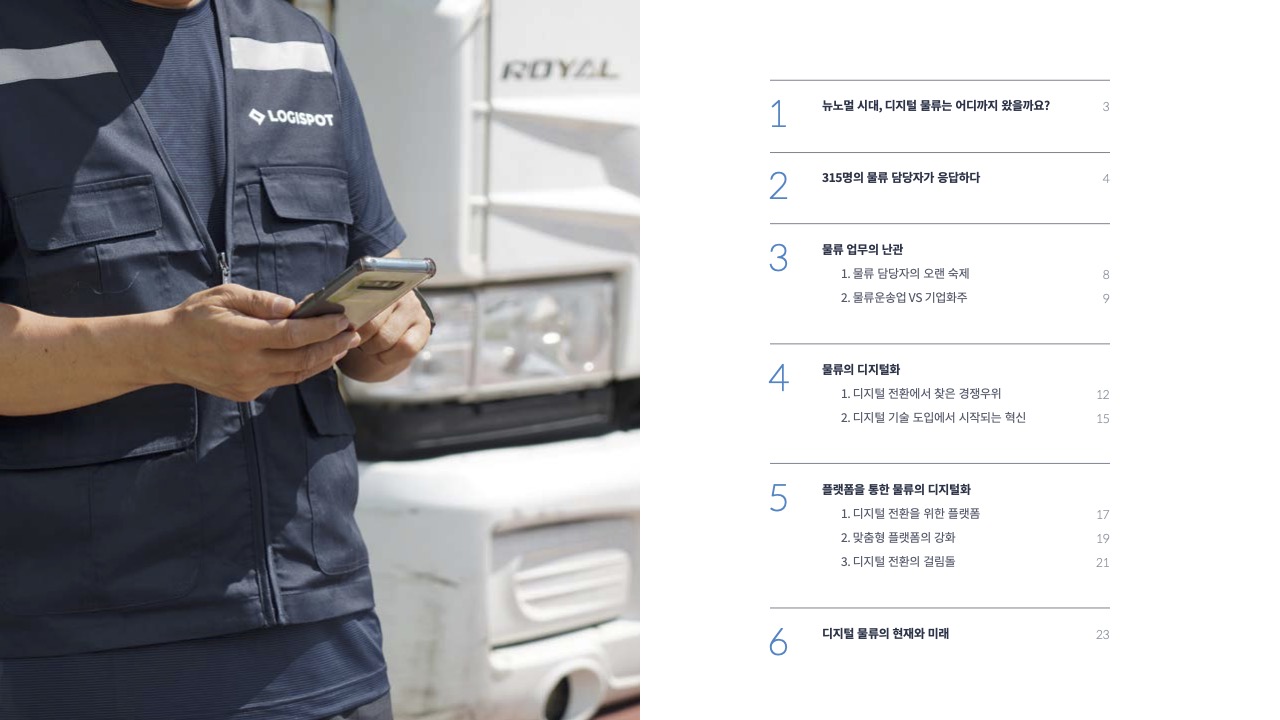 LOGISPOT
ROYAL
1 뉴노멀 시대, 디지털 물류는 어디까지 왔을까요? 3
2 315명의 물류 담당자가 응답하다 4
3 물류 업무의 난관
1. 물류 담당자의 오랜 숙제 8
2. 물류운송업 VS 기업화주 9
4 물류의 디지털화
1. 디지털 전환에서 찾은 경쟁우위 12
2. 디지털 기술 도입에서 시작되는 혁신 15
5 플랫폼을 통한 물류의 디지털화
1. 디지털 전환을 위한 플랫폼 17
2. 맞춤형 플랫폼의 강화 19
3. 디지털 전환의 걸림돌 21
6 디지털 물류의 현재와 미래 23